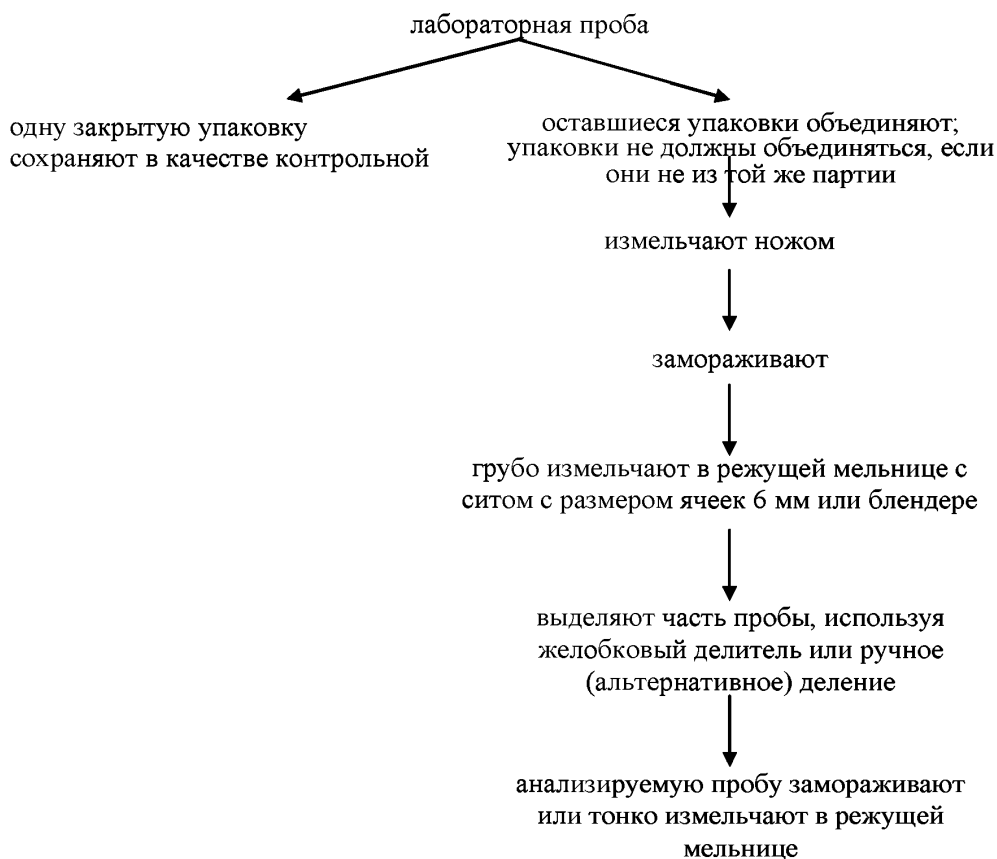 лабораторная проба
одну закрытую упаковку
сохраняют в качестве контрольной
оставшиеся упаковки объединяют;
упаковки не должны объединяться, если
они не из той же партии
измельчают ножом
замораживают
грубо измельчают в режущей мельнице с
ситом с размером ячеек 6 мм или блендере
выделяют часть пробы, используя
желобковый делитель или ручное
(альтернативное) деление
анализируемую пробу замораживают
или тонко измельчают в режущей
мельнице